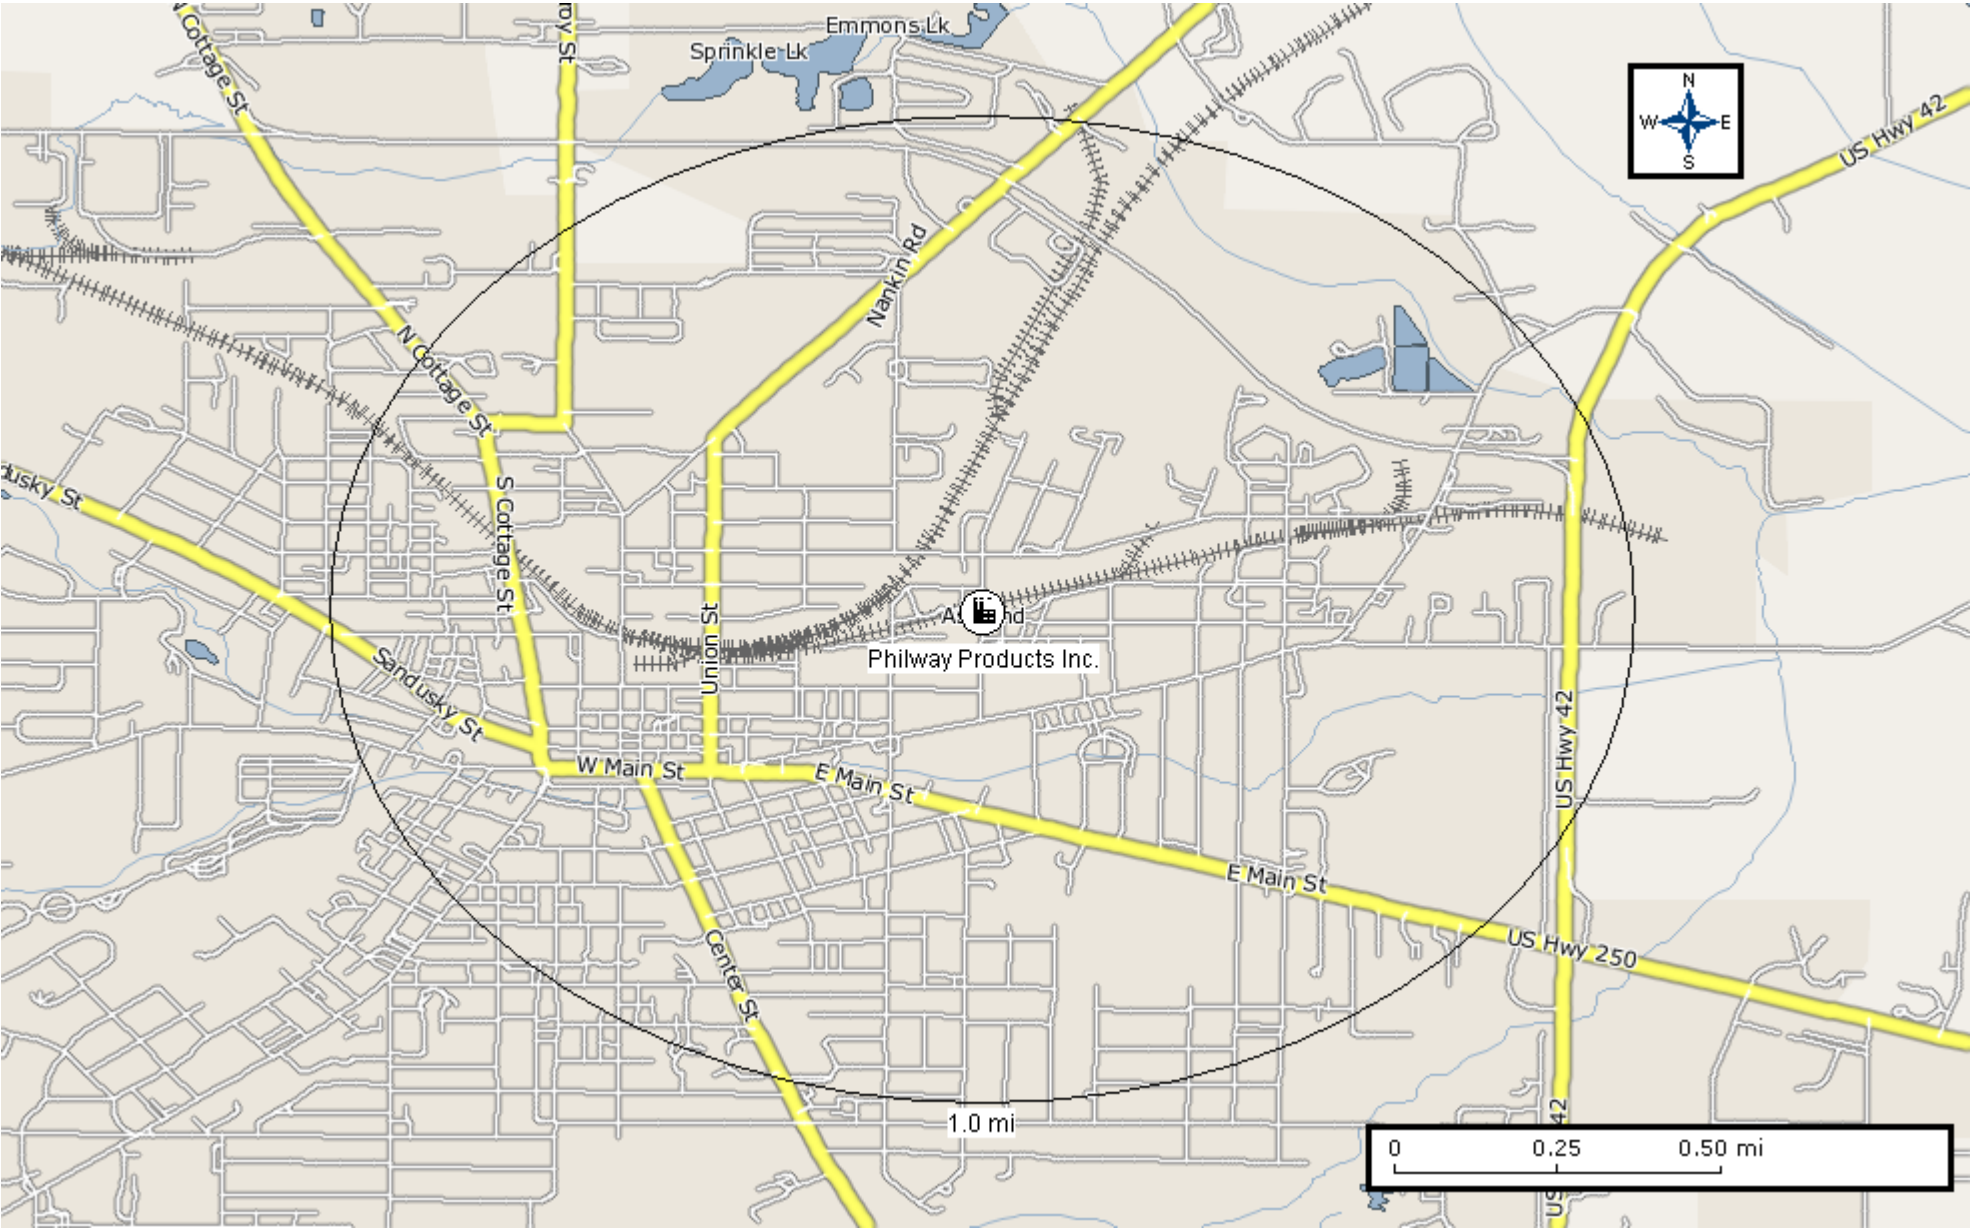 Emmons Lk
Sprinkle Lk
N Cottage St
N
W E
S
US Hwy 42
Nankin Rd
N Cottage St
S Cottage St
Union St
Philway Products Inc.
Sandusky St
W Main St
E Main St
US Hwy 42
E Main St
US Hwy 250
Center St
1.0 mi
0 0.25 0.50 mi